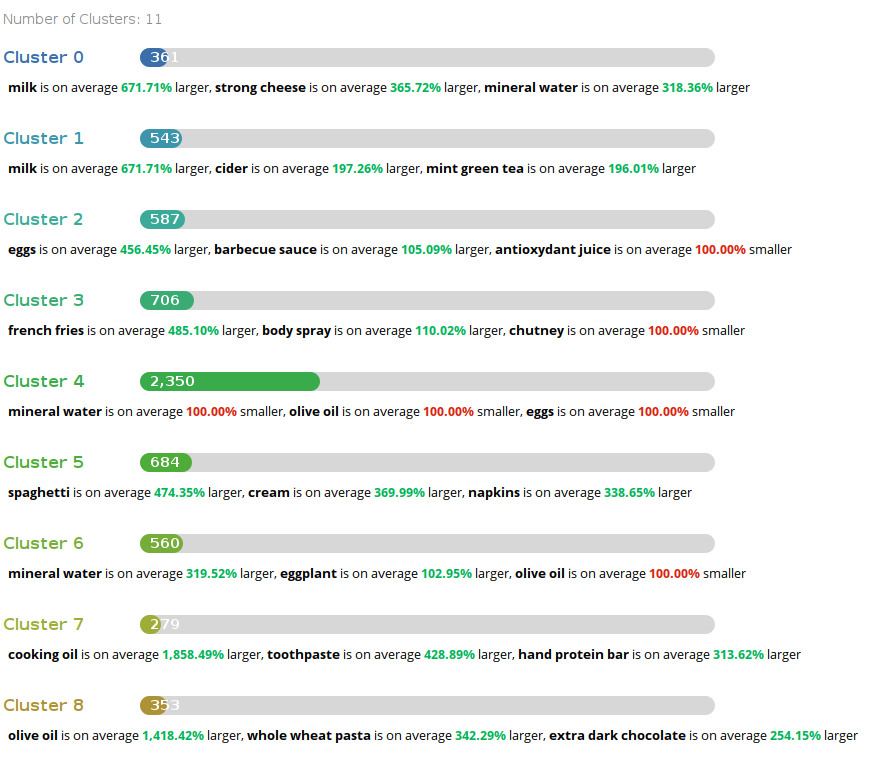 Number of Clusters: 11
Cluster 0 361
milk is on average 671.71% larger, strong cheese is on average 365.72% larger, mineral water is on average 318.36% larger
Cluster 1 543
milk is on average 671.71% larger, cider is on average 197.26% larger, mint green tea is on average 196.01% larger
Cluster 2 587
eggs is on average 456.45% larger, barbecue sauce is on average 105.09% larger, antioxydant juice is on average 100.00% smaller
Cluster 3 706
french fries is on average 485.10% larger, body spray is on average 110.02% larger, chutney is on average 100.00% smaller
Cluster 4 2,350
mineral water is on average 100.00% smaller, olive oil is on average 100.00% smaller, eggs is on average 100.00% smaller
Cluster 5 684
spaghetti is on average 474.35% larger, cream is on average 369.99% larger, napkins is on average 338.65% larger
Cluster 6 560
mineral water is on average 319.52% larger, eggplant is on average 102.95% larger, olive oil is on average 100.00% smaller
Cluster 7 279
cooking oil is on average 1,858.49% larger, toothpaste is on average 428.89% larger, hand protein bar is on average 313.62% larger
Cluster 8 353
olive oil is on average 1,418.42% larger, whole wheat pasta is on average 342.29% larger, extra dark chocolate is on average 254.15% larger